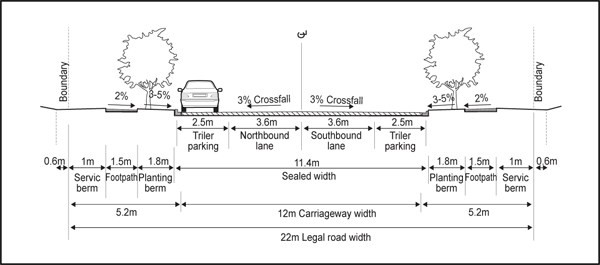 Boundary
Boundary
2%
3-5%
3% Crossfall
3% Crossfall
3-5%
2%
2.5m
3.6m
3.6m
2.5m
Triler
parking
Northbound
lane
Southbound
lane
Triler
parking
0.6m
1m
1.5m
1.8m
11.4m
1.8m
1.5m
1m
0.6m
Servic
berm
Footpath
Planting
berm
Sealed width
Planting
berm
Footpath
Servic
berm
5.2m
12m Carriageway width
5.2m
22m Legal road width